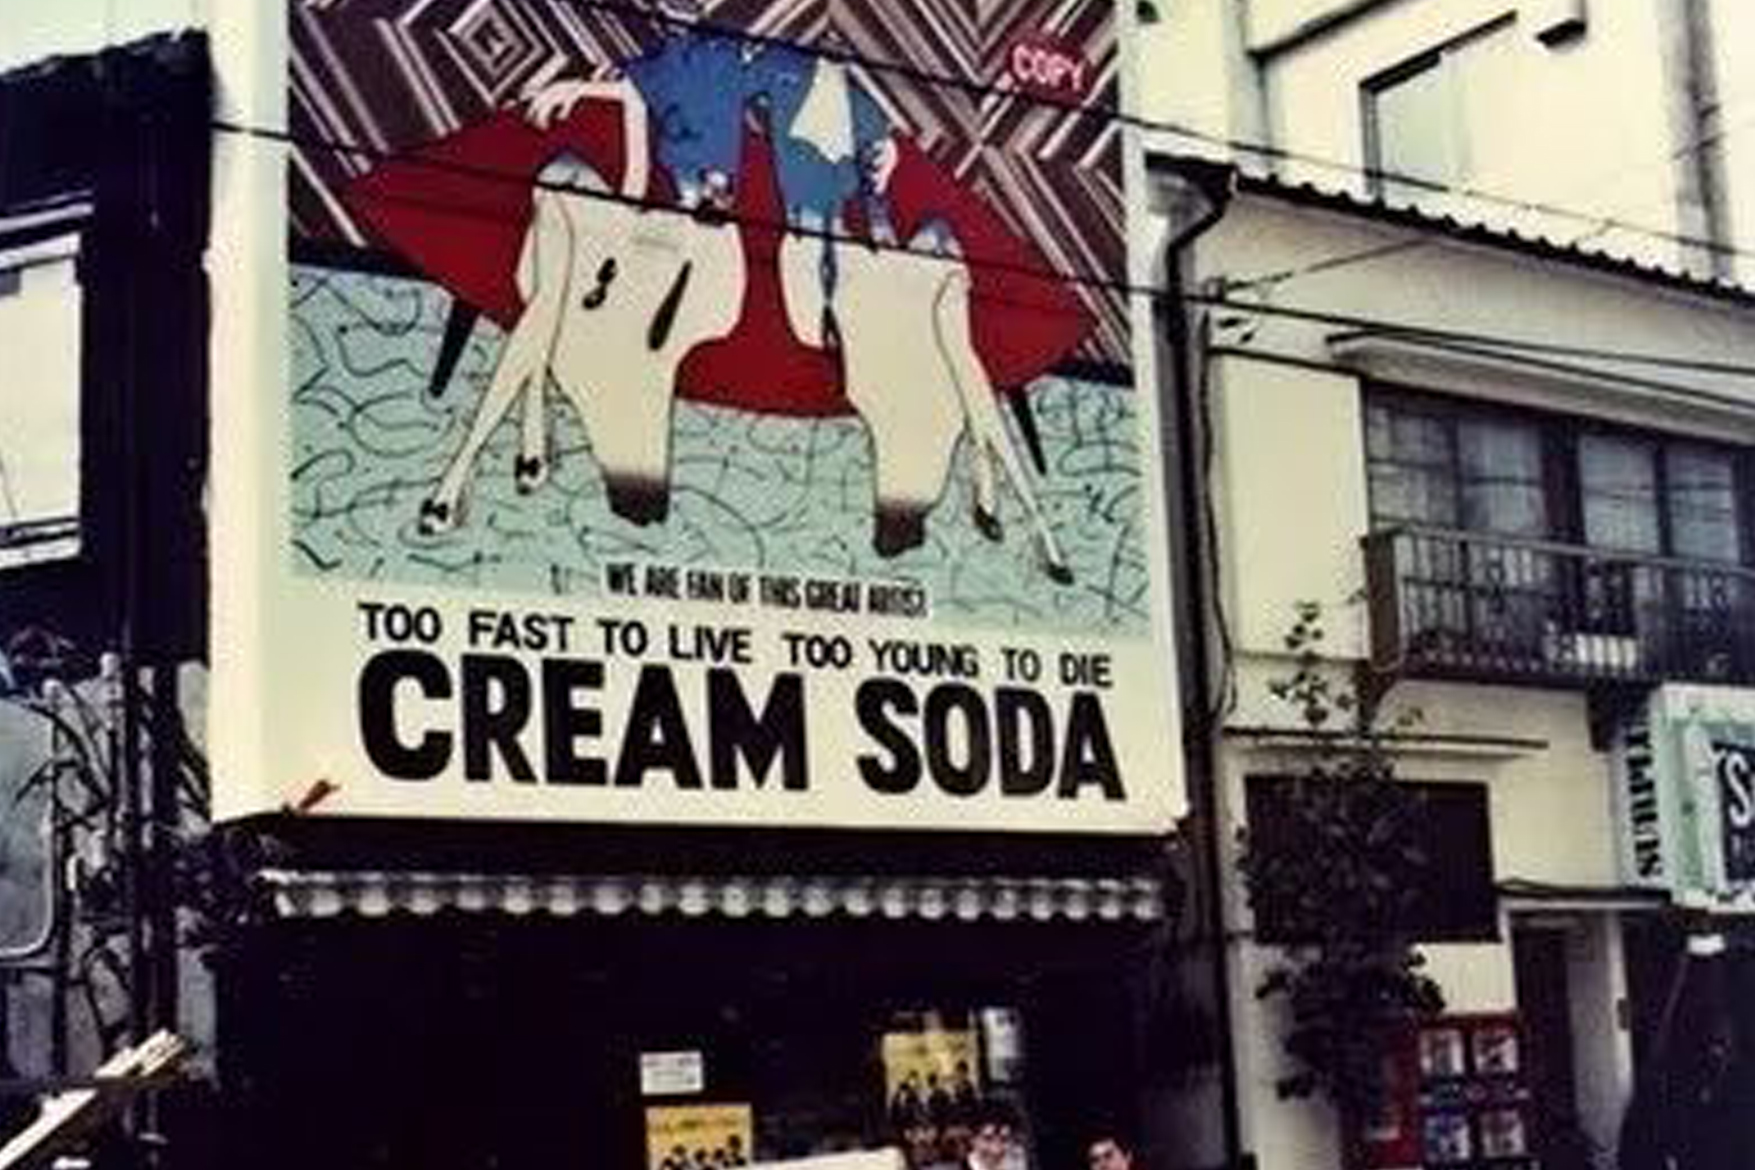 COPY
WE ARE FAN OF THIS GREAT ARTIST
TOO FAST TO LIVE TOO YOUNG TO DIE
CREAM SODA